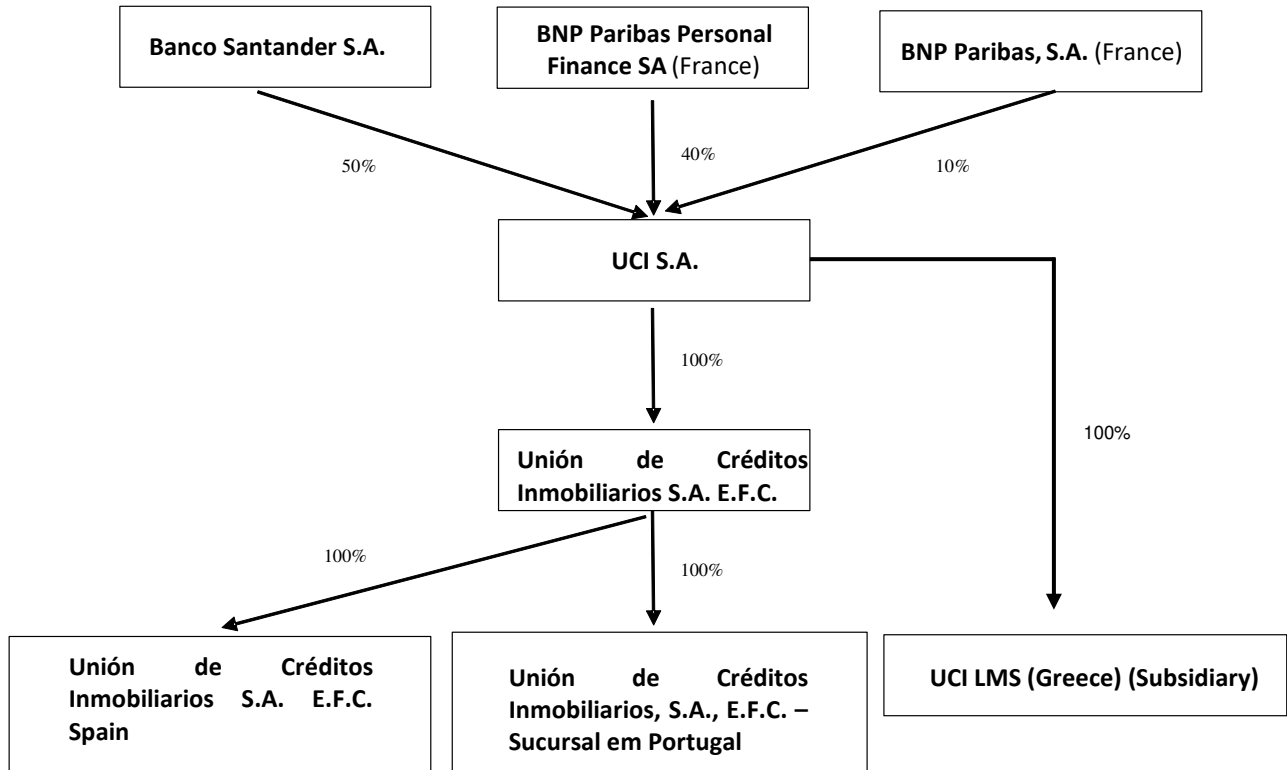 Banco Santander S.A.
BNP Paribas Personal
Finance SA (France)
BNP Paribas, S.A. (France)
50%
40%
10%
UCI S.A.
100%
100%
Unión de Créditos
Inmobiliarios S.A. E.F.C.
100%
100%
Unión de Créditos
Inmobiliarios S.A. E.F.C.
Spain
Unión de Créditos
Inmobiliarios, S.A., E.F.C. –
Sucursal em Portugal
UCI LMS (Greece) (Subsidiary)